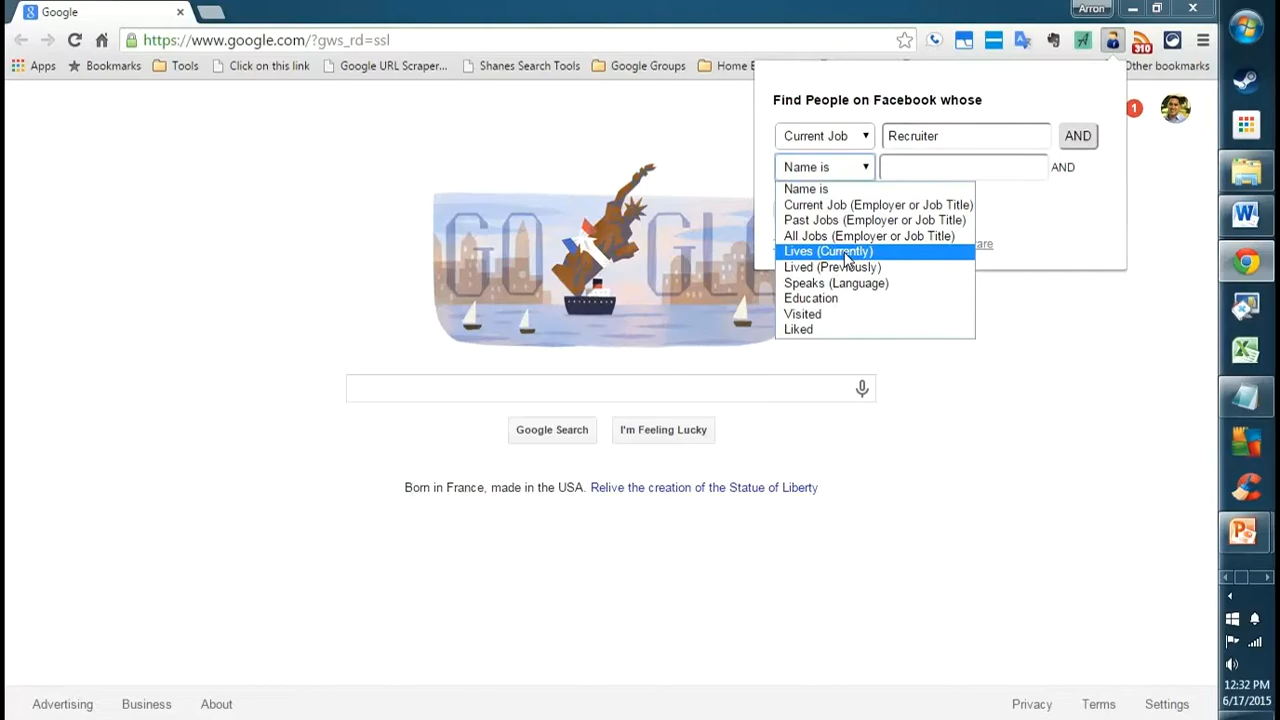 Google
Arron
https://www.google.com/?gws_rd=ssl
310
Apps
Bookmarks
Tools
Click on this link
Google URL Scraper...
Shanes Search Tools
Google Groups
Home
Other bookmarks
Find People on Facebook whose
Current Job
Recruiter
AND
Name is
AND
Name is
Current Job (Employer or Job Title)
Past Jobs (Employer or Job Title)
All Jobs (Employer or Job Title)
Lives (Currently)
Lived (Previously)
Speaks (Language)
Education
Visited
Liked
1
Google Search
I'm Feeling Lucky
Born in France, made in the USA. Relive the creation of the Statue of Liberty
Advertising
Business
About
Privacy
Terms
Settings
12:32 PM
6/17/2015